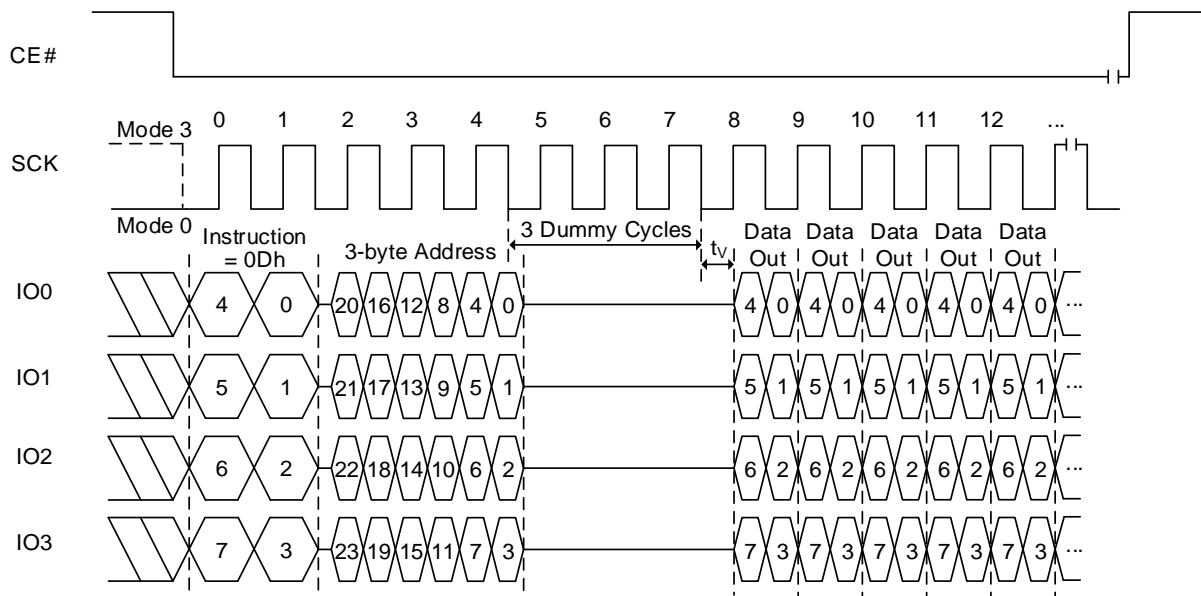 CE#
0 1 2 3 4 5 6 7 8 9 10 11 12 ...
Mode 3
SCK
Mode 0
3 Dummy Cycles
Instruction
= 0Dh
3-byte Address
tV
Data Out
Data Out
Data Out
Data Out
Data Out
IO0 4 0 20 16 12 8 4 0 4 0 4 0 4 0 4 0 4 0 ...
IO1 5 1 21 17 13 9 5 1 5 1 5 1 5 1 5 1 5 1 ...
IO2 6 2 22 18 14 10 6 2 6 2 6 2 6 2 6 2 6 2 ...
IO3 7 3 23 19 15 11 7 3 7 3 7 3 7 3 7 3 7 3 ...